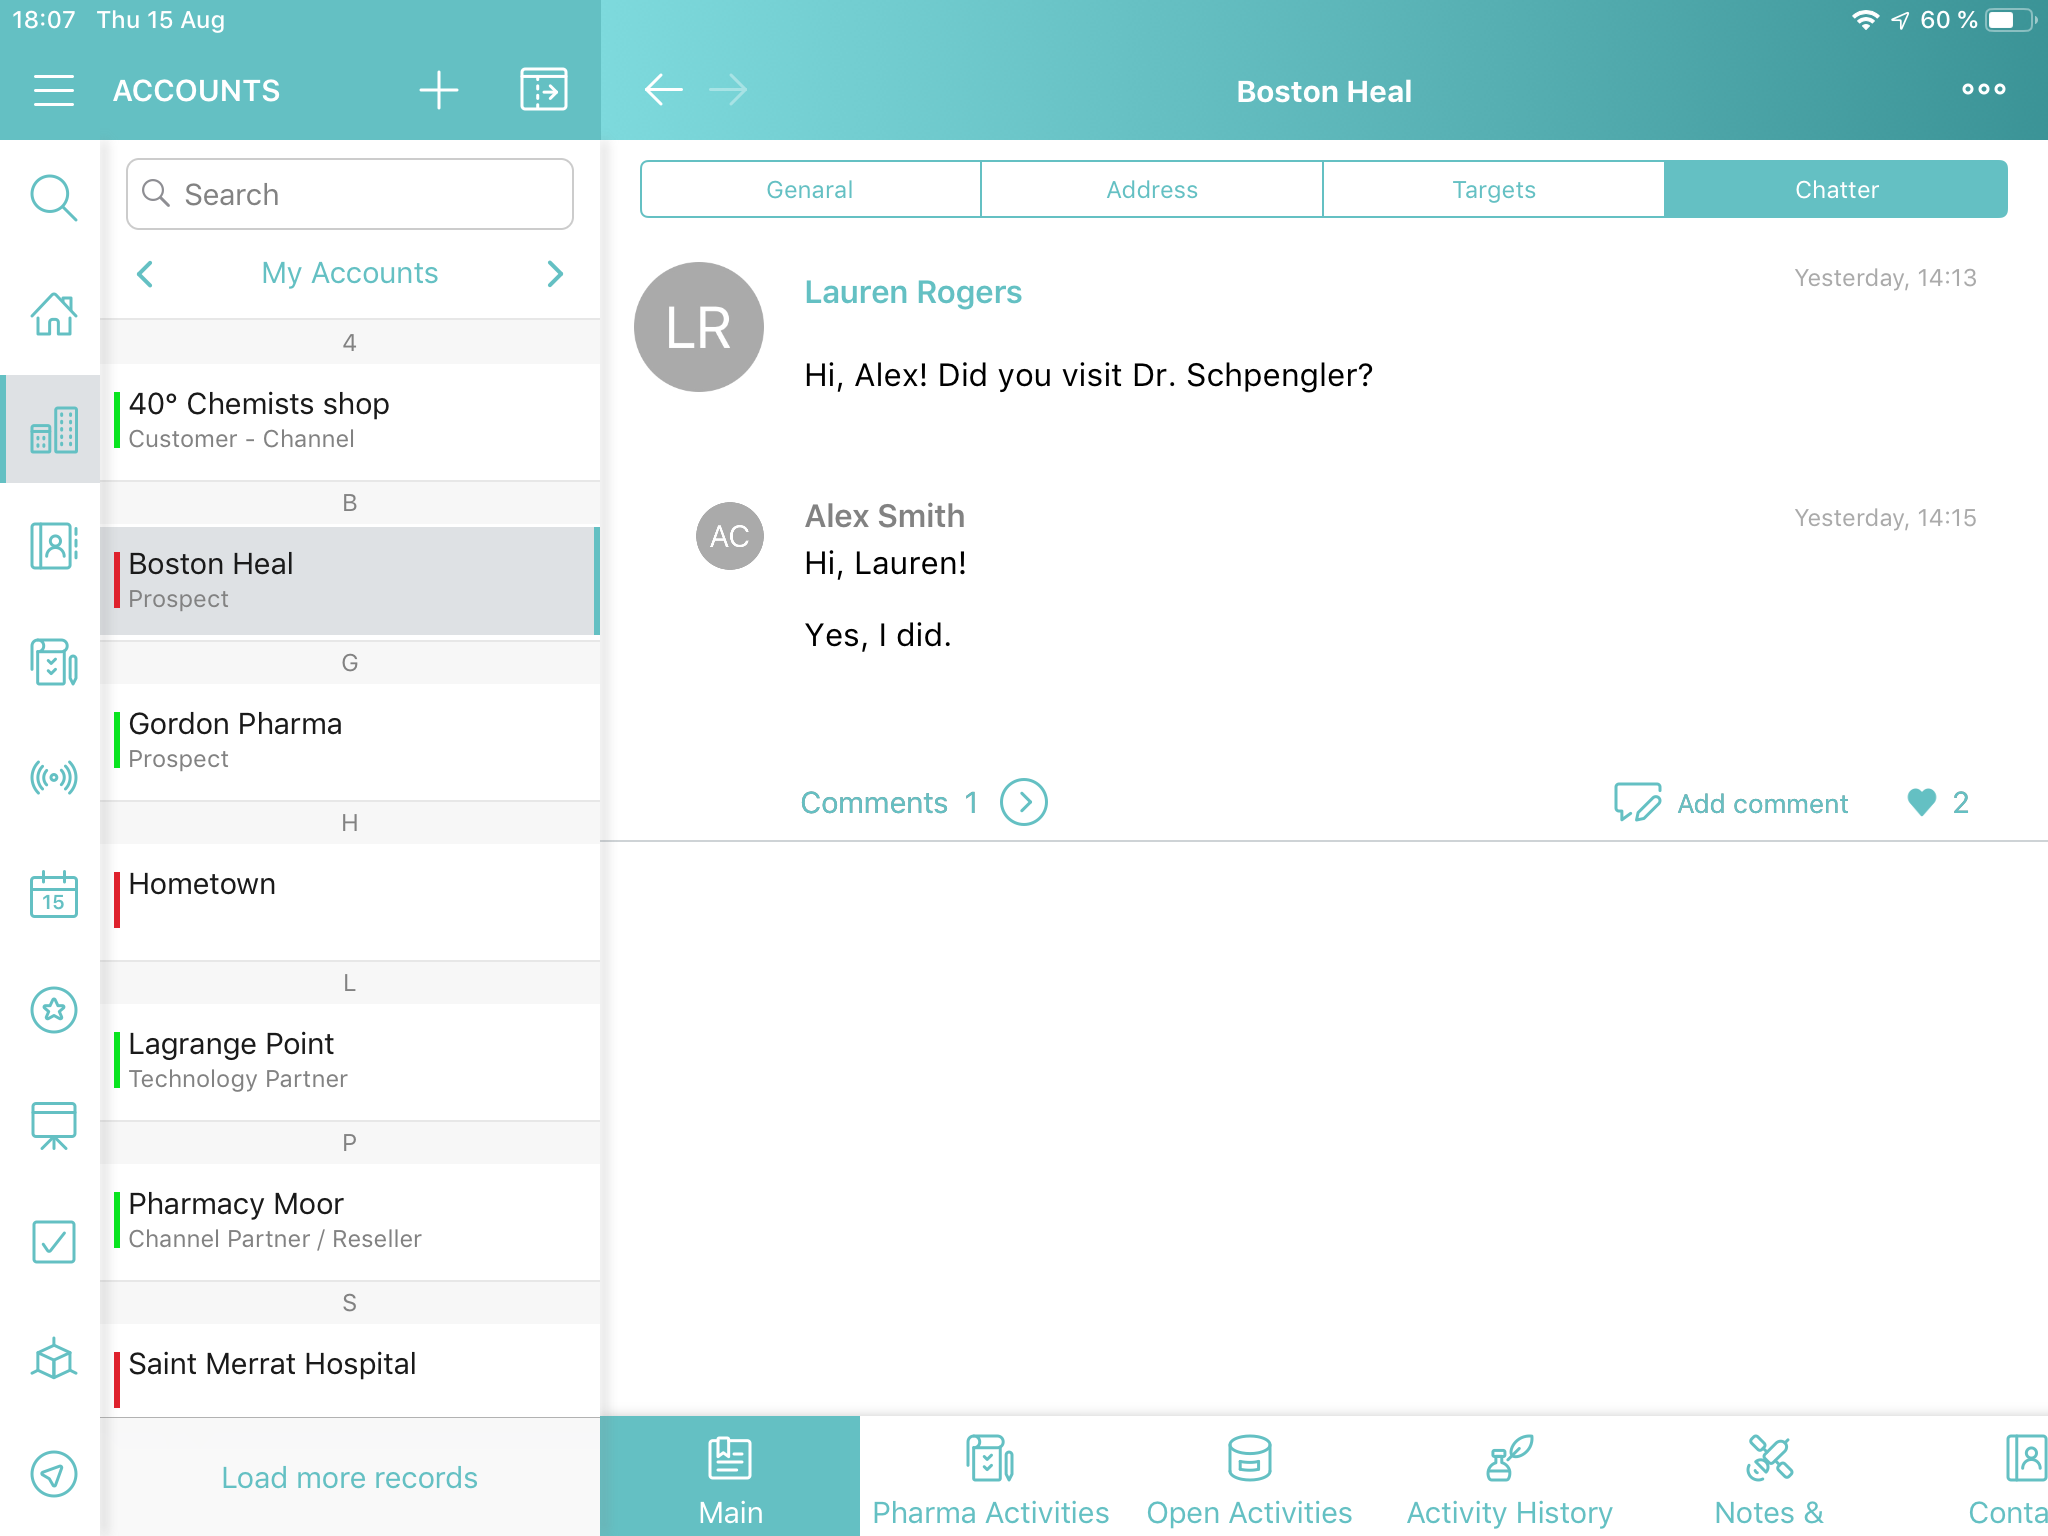 18:07 Thu 15 Aug
60 %
ACCOUNTS
Boston Heal
Search
My Accounts
4
40° Chemists shop
Customer - Channel
B
Boston Heal
Prospect
G
Gordon Pharma
Prospect
H
Hometown
L
Lagrange Point
Technology Partner
P
Pharmacy Moor
Channel Partner / Reseller
S
Saint Merrat Hospital
Load more records
15
Genaral
Address
Targets
Chatter
LR
Lauren Rogers
Yesterday, 14:13
Hi, Alex! Did you visit Dr. Schpengler?
AC
Alex Smith
Yesterday, 14:15
Hi, Lauren!
Yes, I did.
Comments 1
Add comment
2
Main
Pharma Activities
Open Activities
Activity History
Notes &
Conta